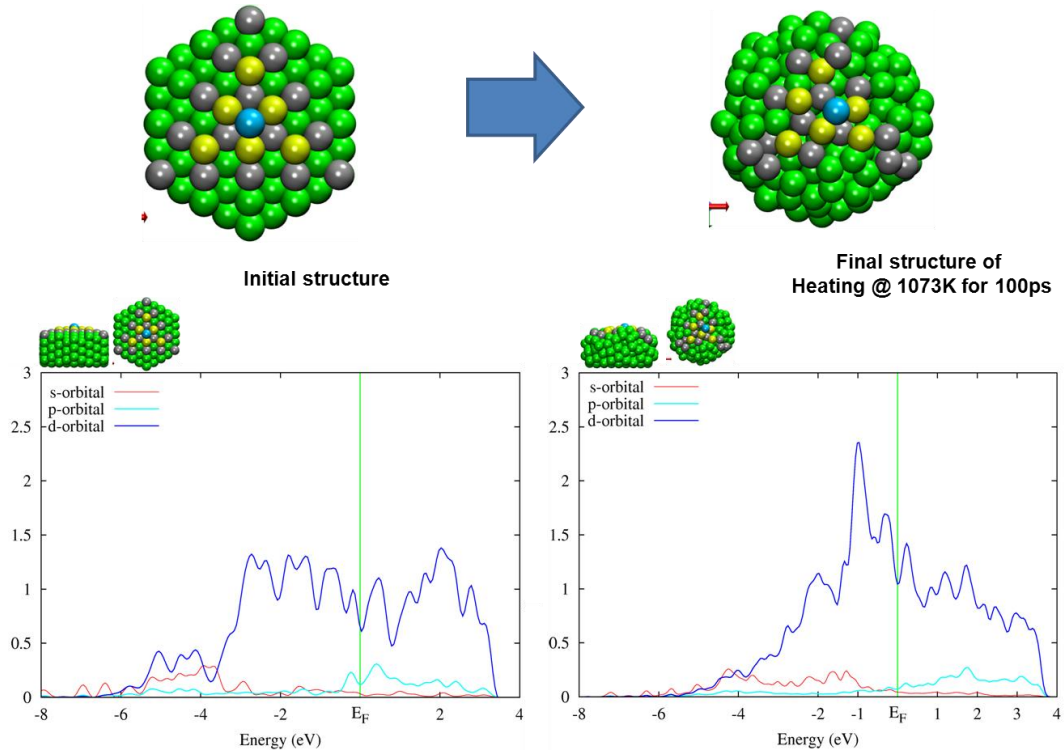 Initial structure
Final structure of
Heating @ 1073K for 100ps
3
2.5
2
1.5
1
0.5
0
s-orbital
p-orbital
d-orbital
-8
-6
-4
-2
E_F
2
4
Energy (eV)
3
2.5
2
1.5
1
0.5
0
s-orbital
p-orbital
d-orbital
-8
-6
-4
-2
-1
E_F
1
2
3
4
Energy (eV)